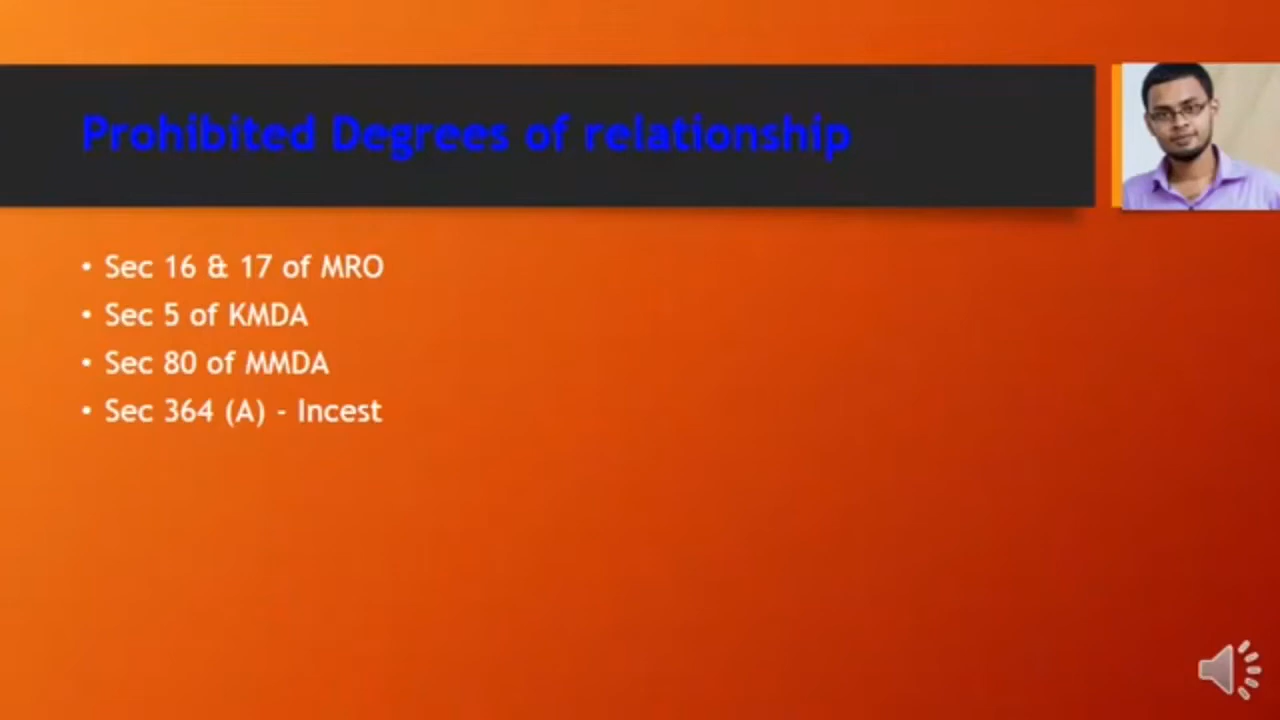 Prohibited Degrees of relationship
• Sec 16 & 17 of MRO
• Sec 5 of KMDA
• Sec 80 of MMDA
• Sec 364 (A) - Incest